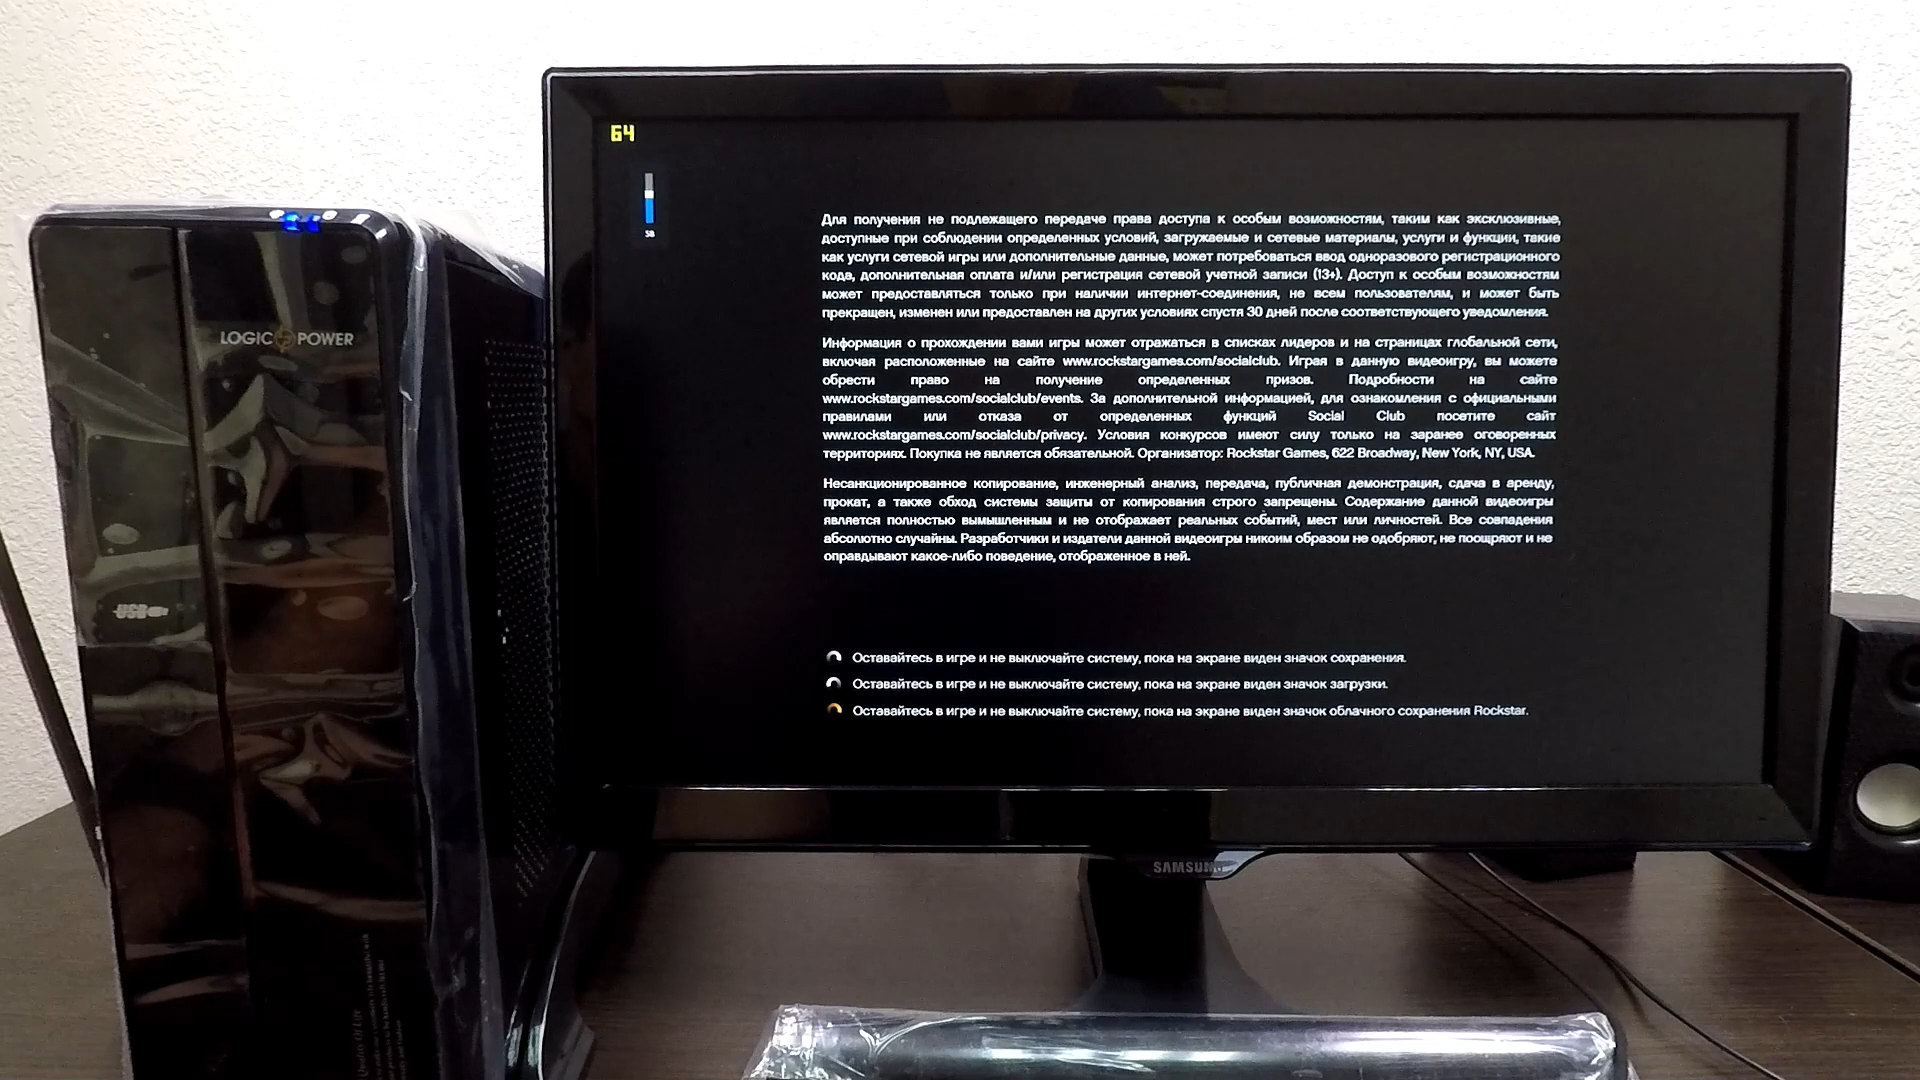 64
58
Для получения не подлежащего передаче права доступа к особым возможностям, таким как эксклюзивные,
доступные при соблюдении определенных условий, загружаемые и сетевые материалы, услуги и функции, такие
как услуги сетевой игры или дополнительные данные, может потребоваться ввод одноразового регистрационного
кода, дополнительная оплата и/или регистрация сетевой учетной записи (13+). Доступ к особым возможностям
может предоставляться только при наличии интернет-соединения, не всем пользователям, и может быть
прекращен, изменен или предоставлен на других условиях спустя 30 дней после соответствующего уведомления.
Информация о прохождении вами игры может отражаться в списках лидеров и на страницах глобальной сети,
включая расположенные на сайте www.rockstargames.com/socialclub. Играя в данную видеоигру, вы можете
обрести право на получение определенных призов. Подробности на сайте
www.rockstargames.com/socialclub/events. За дополнительной информацией, для ознакомления с официальными
правилами или отказа от определенных функций Social Club посетите сайт
www.rockstargames.com/socialclub/privacy. Условия конкурсов имеют силу только на заранее оговоренных
территориях. Покупка не является обязательной. Организатор: Rockstar Games, 622 Broadway, New York, NY, USA.
Несанкционированное копирование, инженерный анализ, передача, публичная демонстрация, сдача в аренду,
прокат, а также обход системы защиты от копирования строго запрещены. Содержание данной видеоигры
является полностью вымышленным и не отображает реальных событий, мест или личностей. Все совпадения
абсолютно случайны. Разработчики и издатели данной видеоигры никоим образом не одобряют, не поощряют и не
оправдывают какое-либо поведение, отображенное в ней.
Оставайтесь в игре и не выключайте систему, пока на экране виден значок сохранения.
Оставайтесь в игре и не выключайте систему, пока на экране виден значок загрузки.
Оставайтесь в игре и не выключайте систему, пока на экране виден значок облачного сохранения Rockstar.
LOGIC POWER
USB
SAMSUNG
Quality Of Life